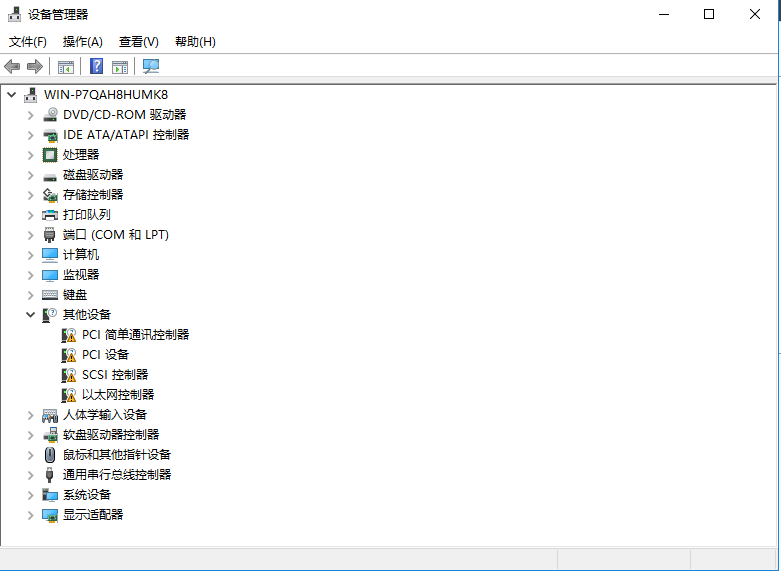 设备管理器
文件(F) 操作(A) 查看(V) 帮助(H)
WIN-P7QAH8HUMK8
DVD/CD-ROM 驱动器
IDE ATA/ATAPI 控制器
处理器
磁盘驱动器
存储控制器
打印队列
端口 (COM 和 LPT)
计算机
监视器
键盘
其他设备
PCI 简单通讯控制器
PCI 设备
SCSI 控制器
以太网控制器
人体学输入设备
软盘驱动器控制器
鼠标和其他指针设备
通用串行总线控制器
系统设备
显示适配器